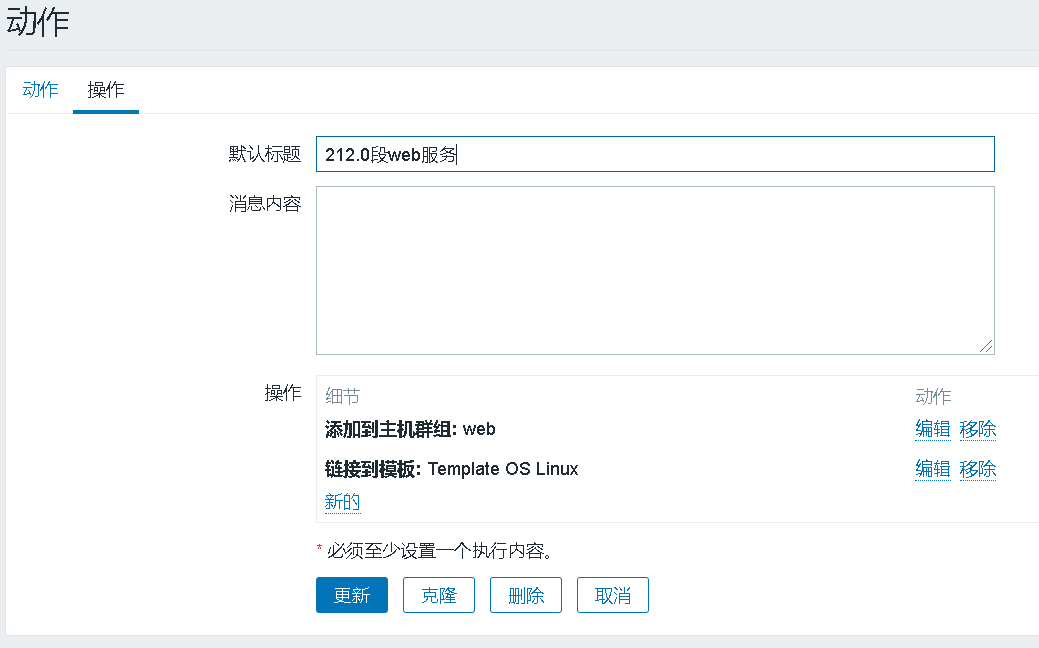 动作
动作 操作
默认标题 212.0段web服务
消息内容
操作 细节 动作
添加到主机群组: web 编辑 移除
链接到模板: Template OS Linux 编辑 移除
新的
* 必须至少设置一个执行内容。
更新 克隆 删除 取消